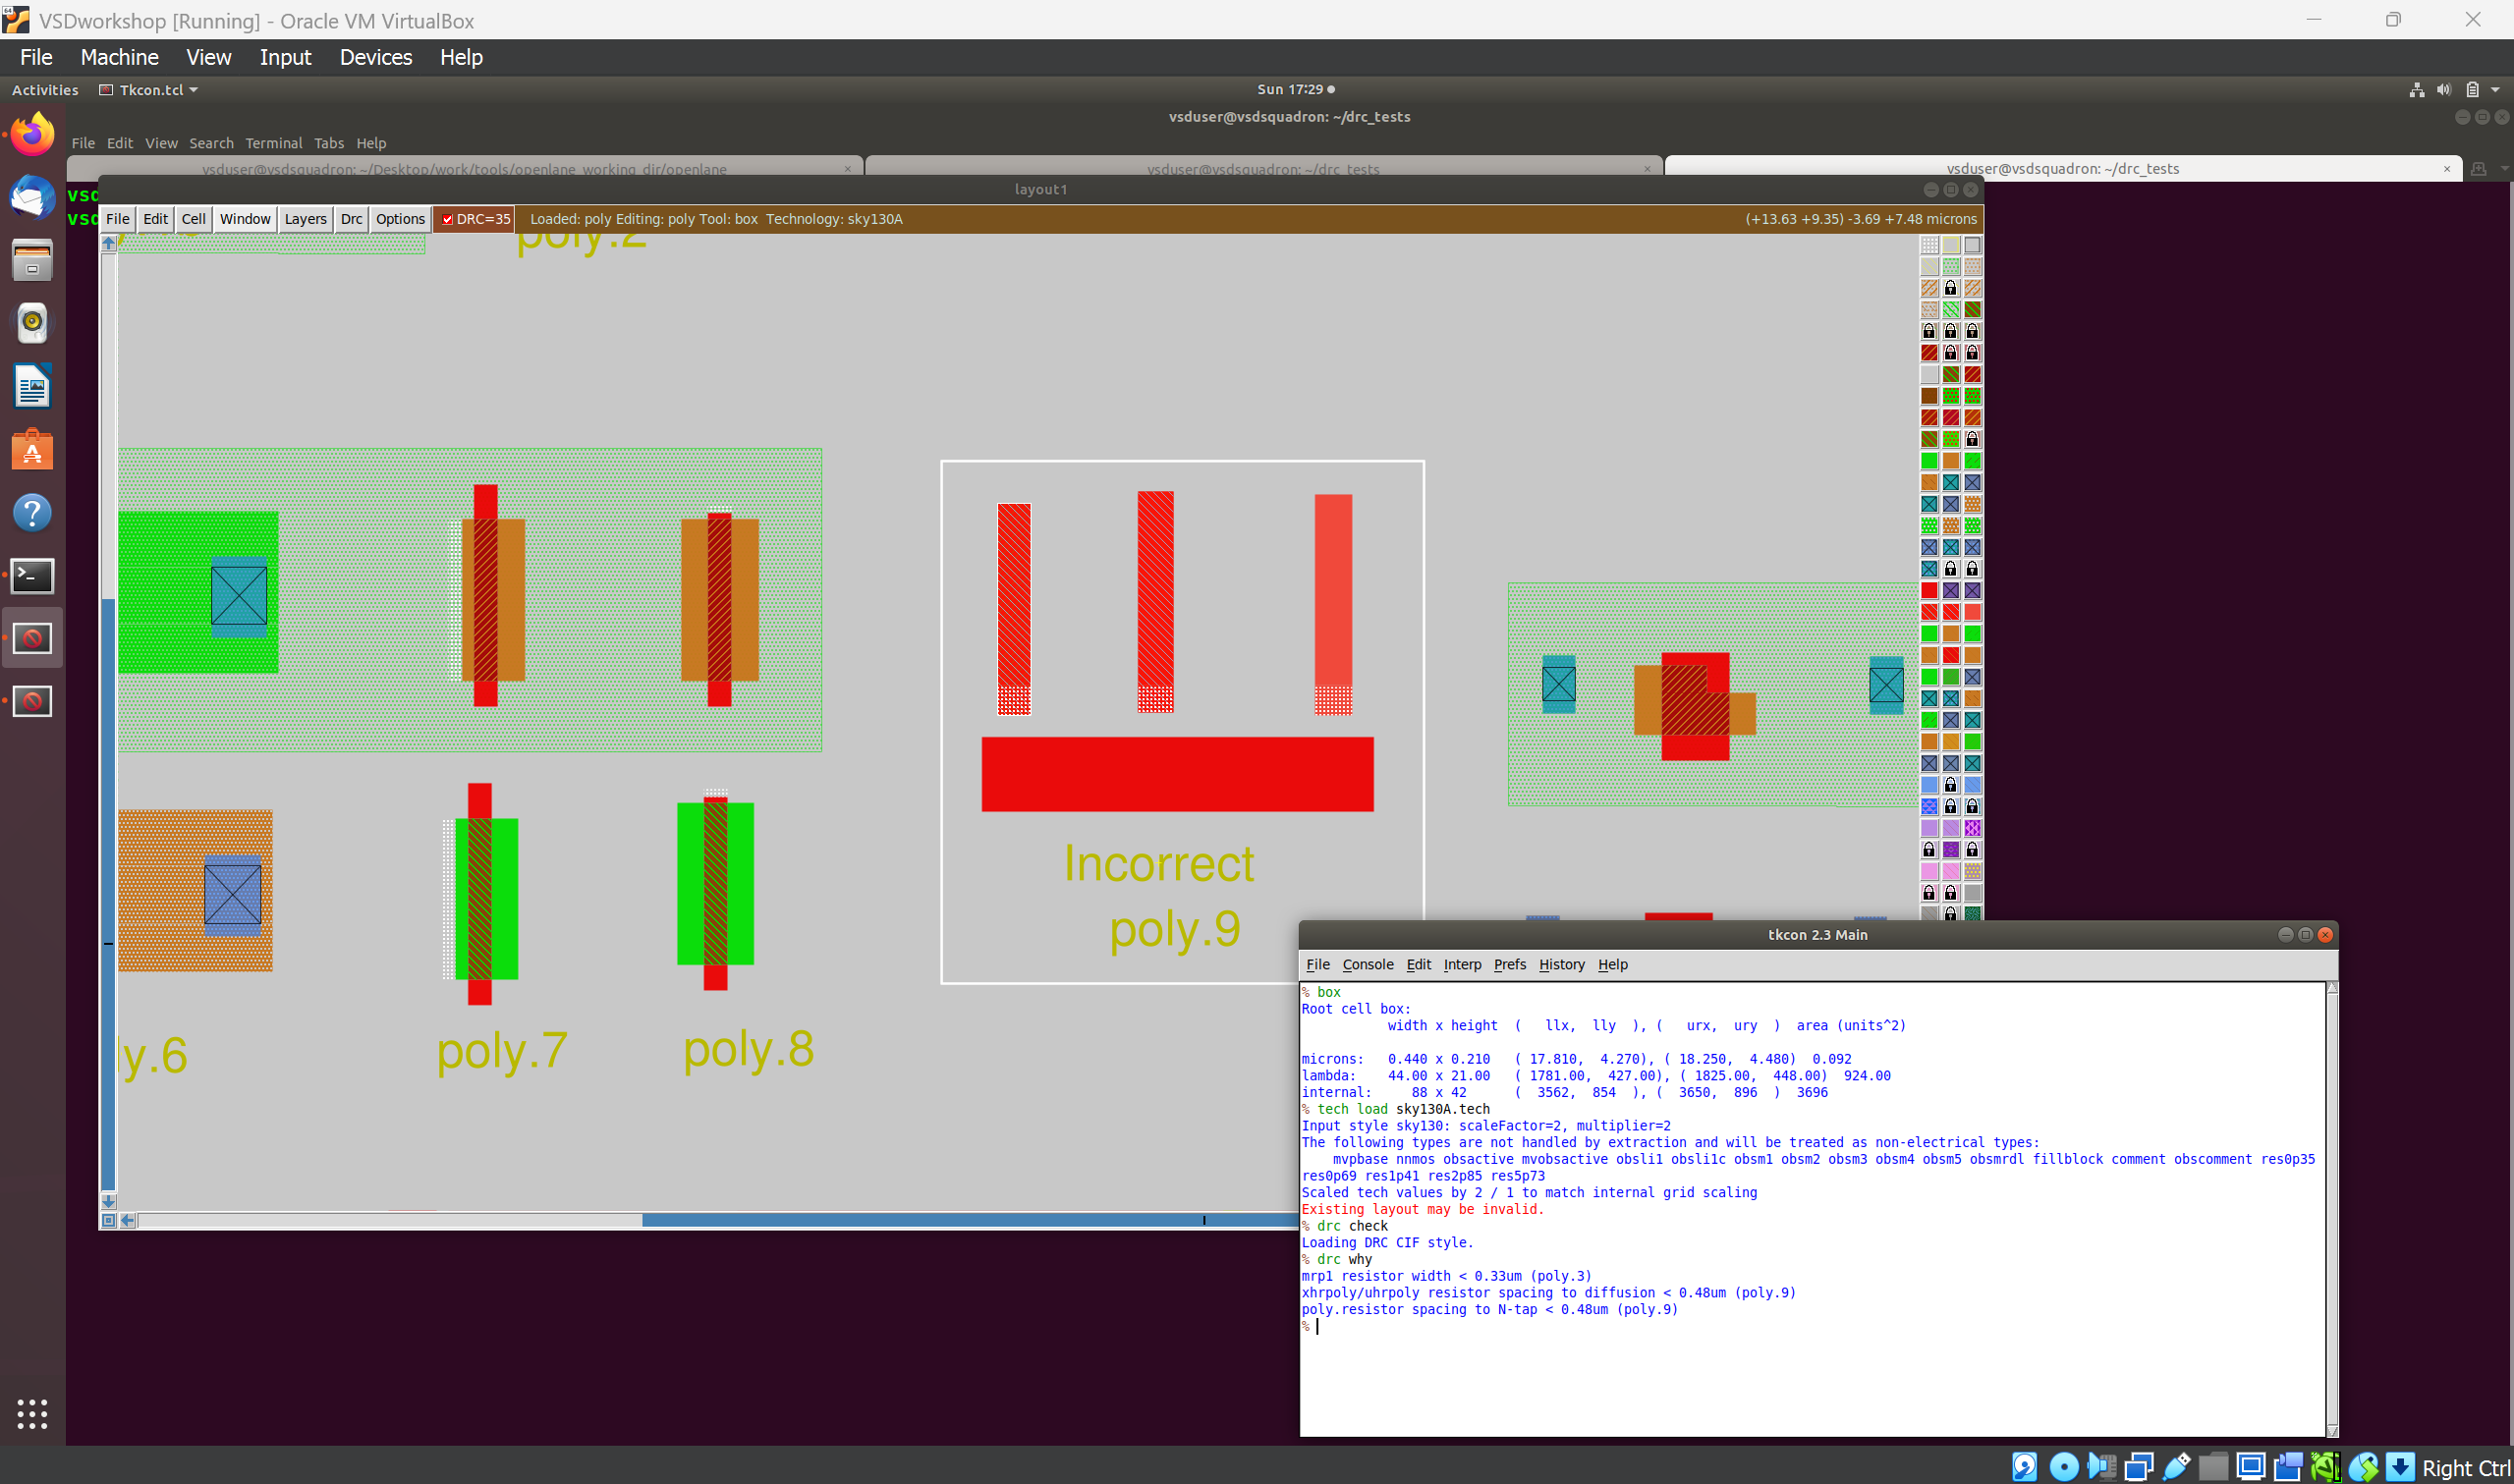 VSDworkshop [Running] - Oracle VM VirtualBox
File Machine View Input Devices Help
Activities Tkcon.tcl Sun 17:29
vsduser@vsdsquadron: ~/drc_tests
File Edit View Search Terminal Tabs Help
vsduser@vsdsquadron: ~/Desktop/work/tools/openlane_working_dir/openlane
vsduser@vsdsquadron: ~/drc_tests
vsduser@vsdsquadron: ~/drc_tests
layout1
File Edit Cell Window Layers Drc Options DRC=35 Loaded: poly Editing: poly Tool: box Technology: sky130A (+13.63 +9.35) -3.69 +7.48 microns
poly.2
Incorrect
poly.9
ly.6
poly.7
poly.8
tkcon 2.3 Main
File Console Edit Interp Prefs History Help
% box
Root cell box:
width x height ( llx, lly ), ( urx, ury ) area (units^2)
microns: 0.440 x 0.210 ( 17.810, 4.270), ( 18.250, 4.480) 0.092
lambda: 44.00 x 21.00 ( 1781.00, 427.00), ( 1825.00, 448.00) 924.00
internal: 88 x 42 ( 3562, 854 ), ( 3650, 896 ) 3696
% tech load sky130A.tech
Input style sky130: scaleFactor=2, multiplier=2
The following types are not handled by extraction and will be treated as non-electrical types:
mvpbase nnmos obsactive mvobsactive obsli1 obsli1c obsm1 obsm2 obsm3 obsm4 obsm5 obsmrdl fillblock comment obscomment res0p35
res0p69 res1p41 res2p85 res5p73
Scaled tech values by 2 / 1 to match internal grid scaling
Existing layout may be invalid.
% drc check
Loading DRC CIF style.
% drc why
mrp1 resistor width < 0.33um (poly.3)
xhrpoly/uhrpoly resistor spacing to diffusion < 0.48um (poly.9)
poly.resistor spacing to N-tap < 0.48um (poly.9)
%
Right Ctrl